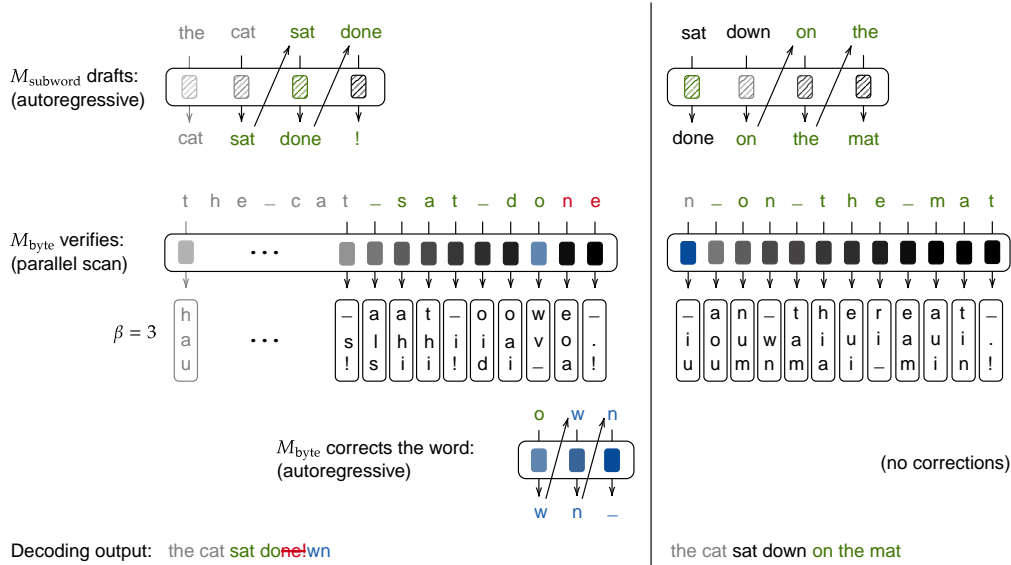 the cat sat done
M_subword drafts:
(autoregressive)
cat sat done !
t h e _ c a t _ s a t _ d o n e
M_byte verifies:
(parallel scan)
...
β = 3
h _ a a t _ o o w e _
a s l h h i i a v o .
u ! s i i ! d i _ a !
...
M_byte corrects the word:
(autoregressive)
o w n
w n _
Decoding output: the cat sat done!wn
sat down on the
done on the mat
n _ o n _ t h e _ m a t
_ a n _ t h e r e a t _
i o u w a i u i a u i .
u u m n m a i _ m i n !
(no corrections)
the cat sat down on the mat